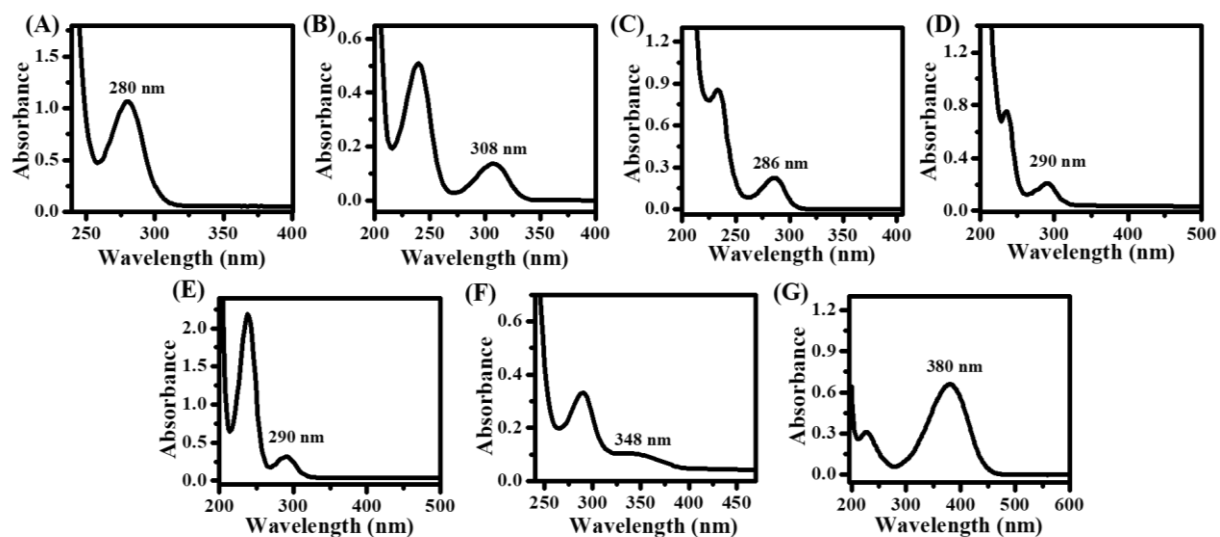 (A)
Absorbance
1.5
1.0
0.5
0.0
280 nm
250 300 350 400
Wavelength (nm)
(B)
Absorbance
0.6
0.4
0.2
0.0
308 nm
200 250 300 350 400
Wavelength (nm)
(C)
Absorbance
1.2
0.9
0.6
0.3
0.0
286 nm
200 250 300 350 400
Wavelength (nm)
(D)
Absorbance
1.2
0.8
0.4
0.0
290 nm
200 300 400 500
Wavelength (nm)
(E)
Absorbance
2.0
1.5
1.0
0.5
0.0
290 nm
200 300 400 500
Wavelength (nm)
(F)
Absorbance
0.6
0.4
0.2
0.0
348 nm
250 300 350 400 450
Wavelength (nm)
(G)
Absorbance
1.2
0.9
0.6
0.3
0.0
380 nm
200 300 400 500 600
Wavelength (nm)